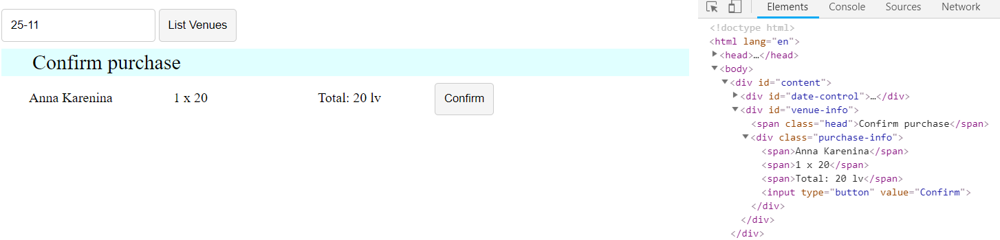 25-11 List Venues
Confirm purchase
Anna Karenina 1 x 20 Total: 20 lv Confirm
Elements Console Sources Network
<!doctype html>
<html lang="en">
<head>…</head>
<body>
<div id="content">
<div id="date-control">…</div>
<div id="venue-info">
<span class="head">Confirm purchase</span>
<div class="purchase-info">
<span>Anna Karenina</span>
<span>1 x 20</span>
<span>Total: 20 lv</span>
<input type="button" value="Confirm">
</div>
</div>
</div>